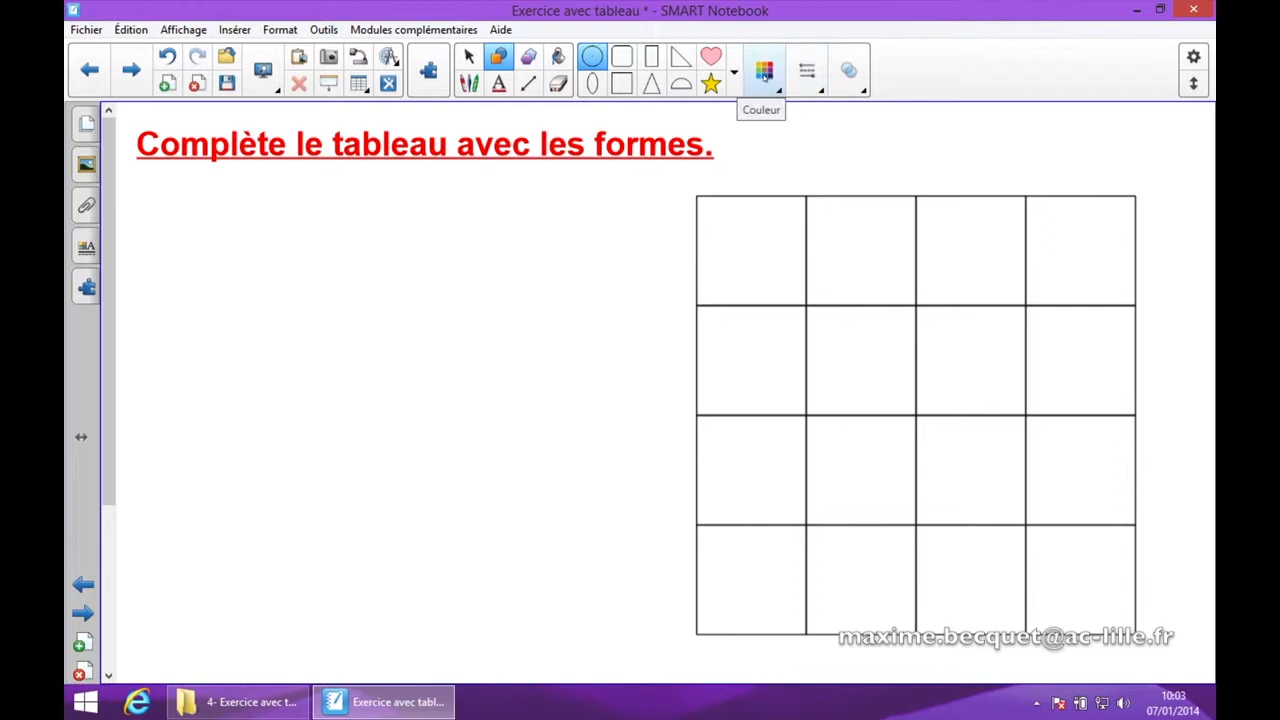 Exercice avec tableau * - SMART Notebook
Fichier Édition Affichage Insérer Format Outils Modules complémentaires Aide
Couleur
Complète le tableau avec les formes.
maxime.becquet@ac-lille.fr
4- Exercice avec t... Exercice avec tabl...
10:03
07/01/2014